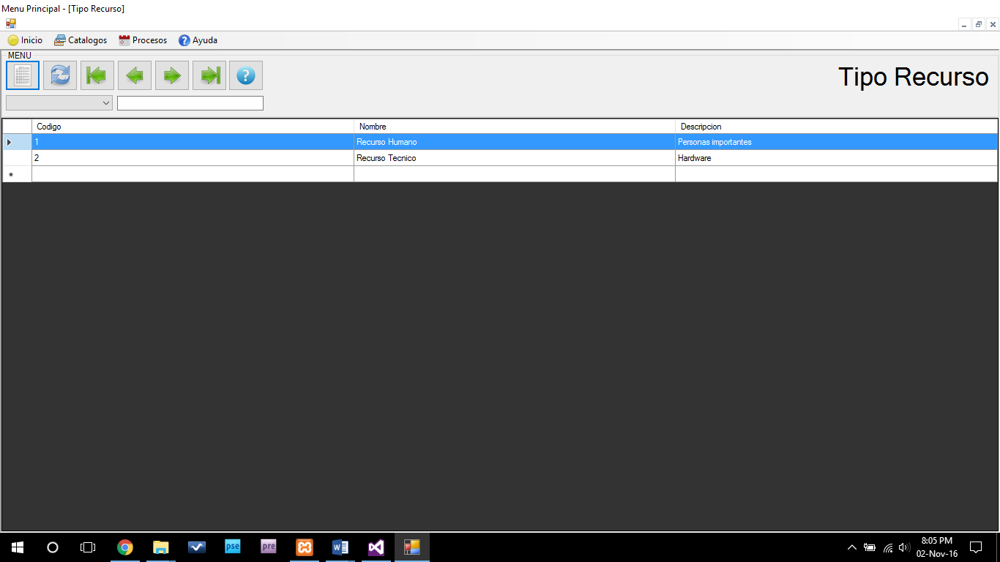 Menu Principal - [Tipo Recurso]
Inicio Catalogos Procesos Ayuda
MENU
?
Tipo Recurso
Codigo Nombre Descripcion
1 Recurso Humano Personas importantes
2 Recurso Tecnico Hardware
*
pse pre
8:05 PM
02-Nov-16